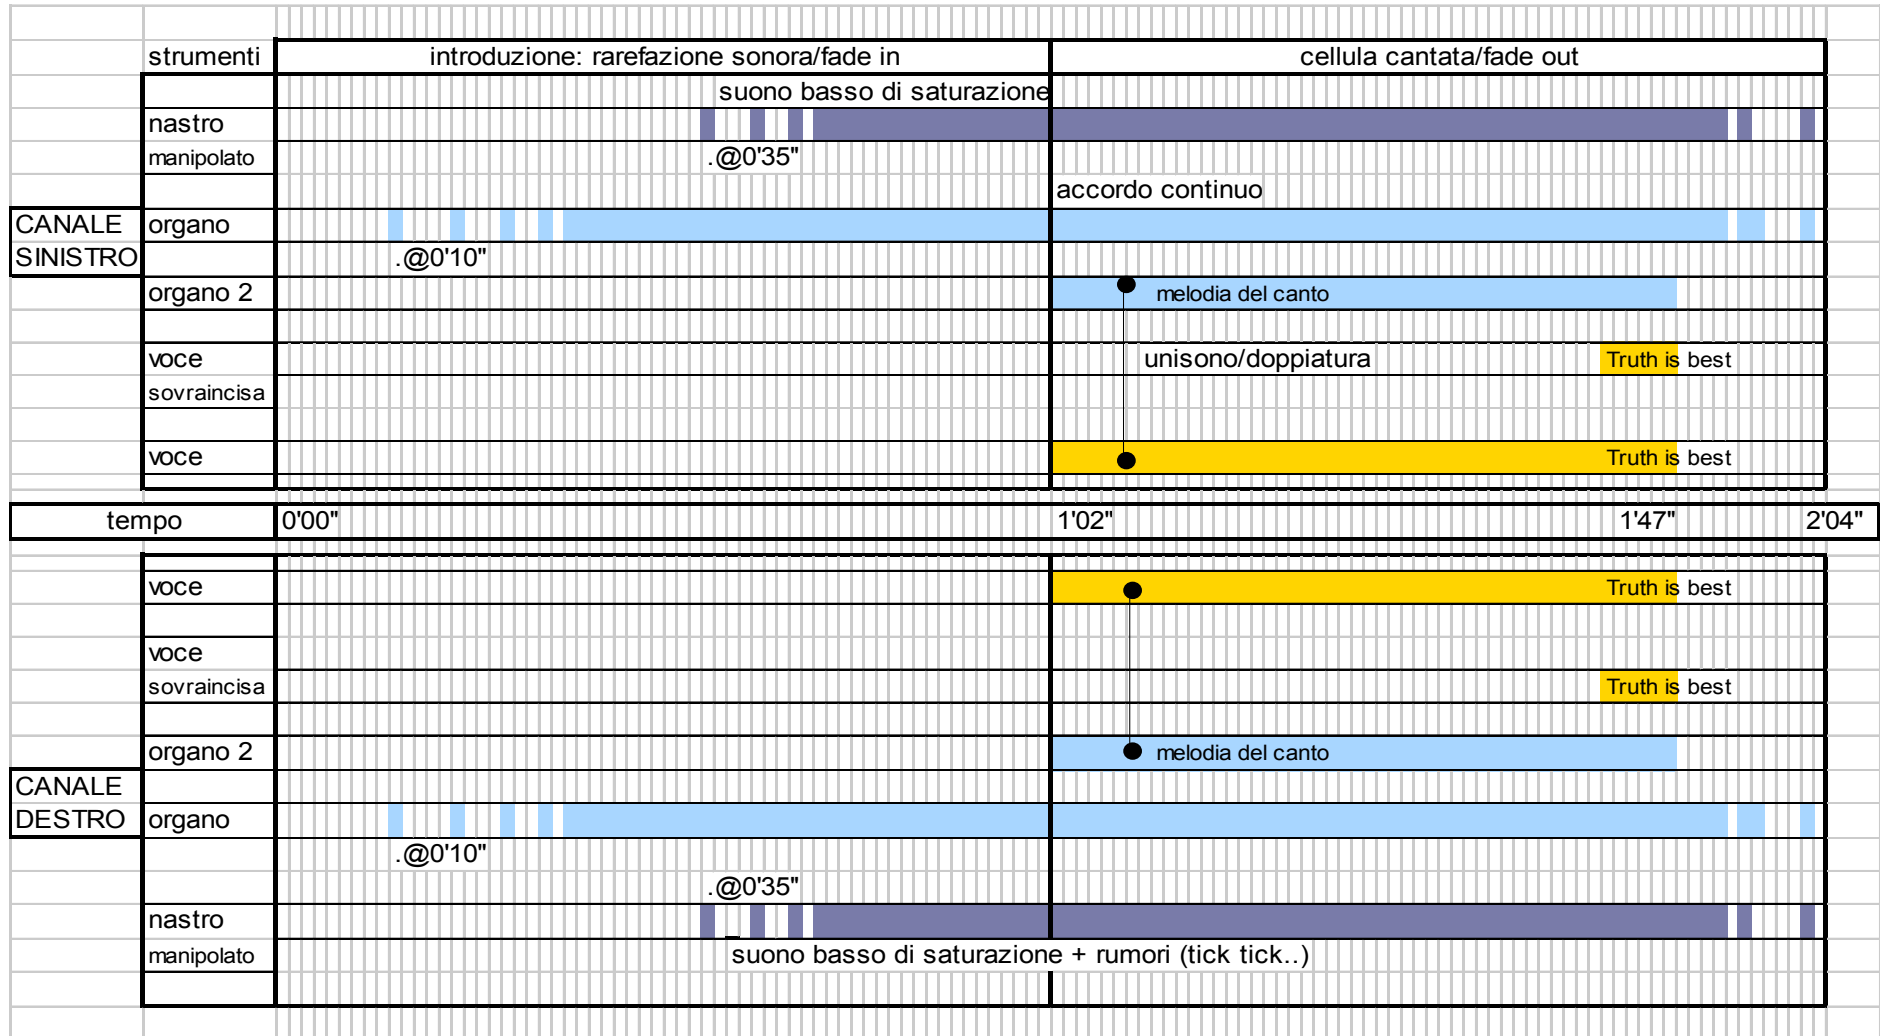 strumenti introduzione: rarefazione sonora/fade in cellula cantata/fade out
suono basso di saturazione
nastro
manipolato .@0'35"
accordo continuo
CANALE organo
SINISTRO .@0'10"
organo 2 melodia del canto
voce unisono/doppiatura Truth is best
sovraincisa
voce Truth is best
tempo 0'00" 1'02" 1'47" 2'04"
voce Truth is best
voce
sovraincisa Truth is best
organo 2 melodia del canto
CANALE
DESTRO organo
.@0'10"
.@0'35"
nastro
manipolato suono basso di saturazione + rumori (tick tick..)